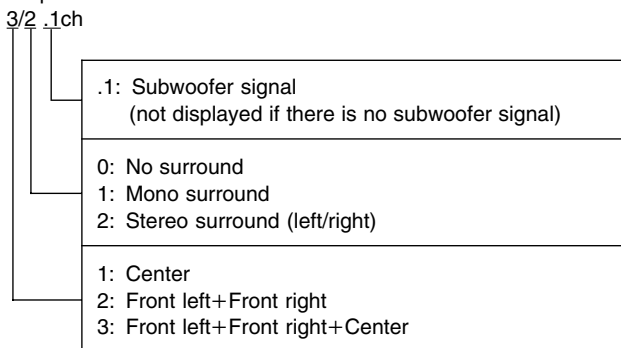 3/2 .1ch
.1: Subwoofer signal
(not displayed if there is no subwoofer signal)
0: No surround
1: Mono surround
2: Stereo surround (left/right)
1: Center
2: Front left+Front right
3: Front left+Front right+Center